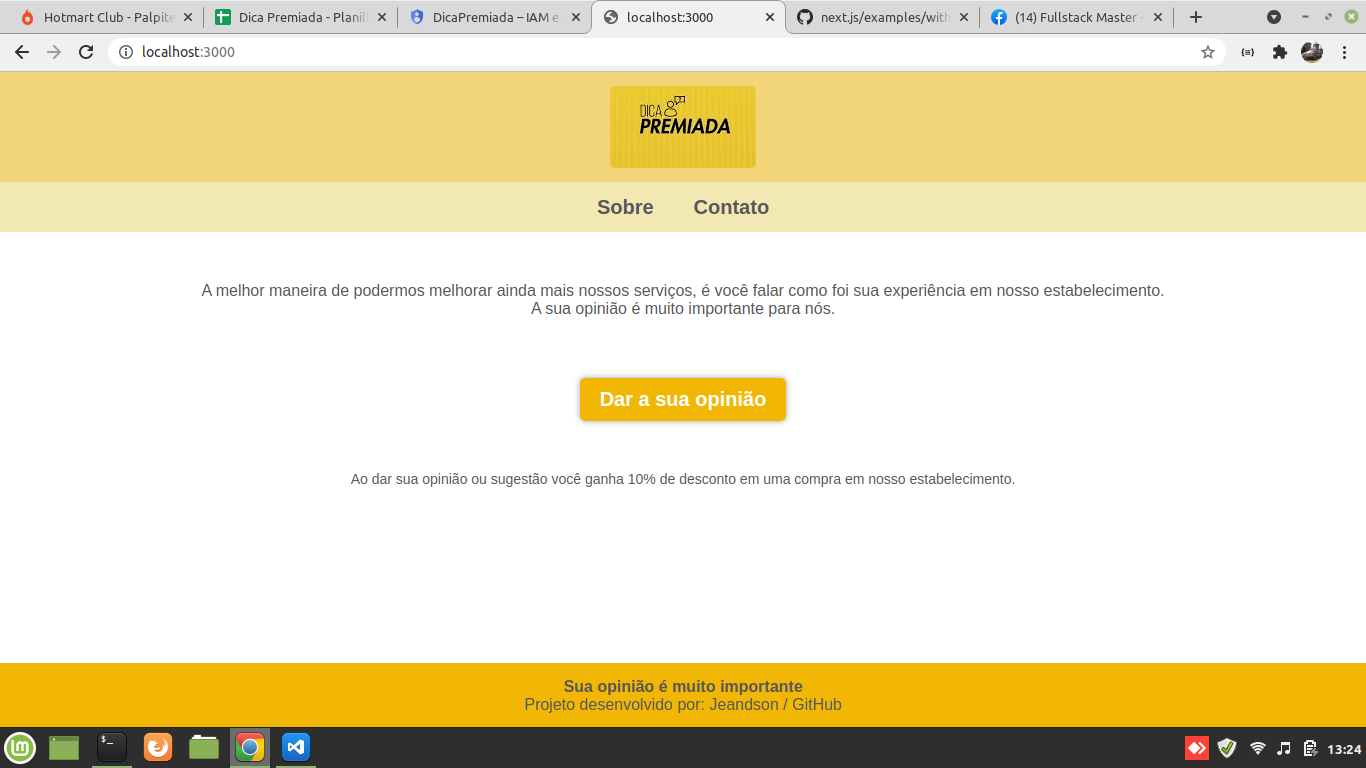 Hotmart Club - Palpite
Dica Premiada - Planil
DicaPremiada – IAM e
localhost:3000
next.js/examples/with
(14) Fullstack Master -
localhost:3000
DICA
PREMIADA
Sobre Contato
A melhor maneira de podermos melhorar ainda mais nossos serviços, é você falar como foi sua experiência em nosso estabelecimento.
A sua opinião é muito importante para nós.
Dar a sua opinião
Ao dar sua opinião ou sugestão você ganha 10% de desconto em uma compra em nosso estabelecimento.
Sua opinião é muito importante
Projeto desenvolvido por: Jeandson / GitHub
13:24